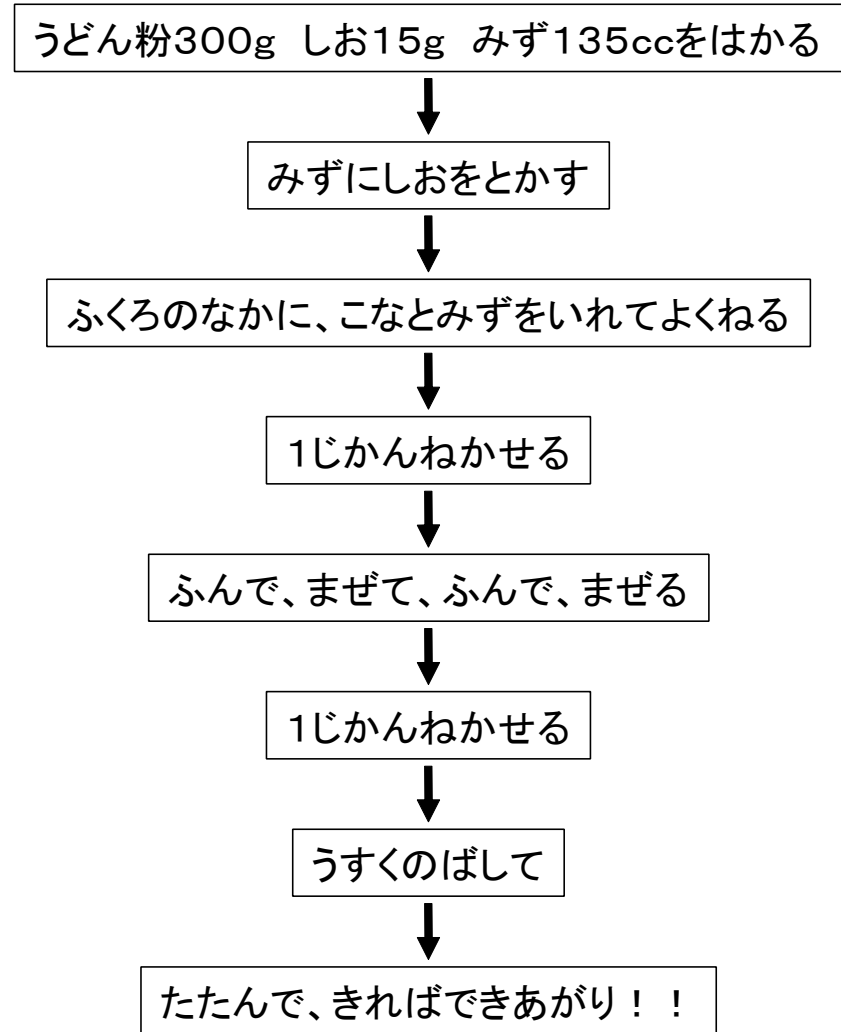 うどん粉300g　しお15g　みず135ccをはかる
みずにしおをとかす
ふくろのなかに、こなとみずをいれてよくねる
1じかんねかせる
ふんで、まぜて、ふんで、まぜる
1じかんねかせる
うすくのばして
たたんで、きればできあがり！！